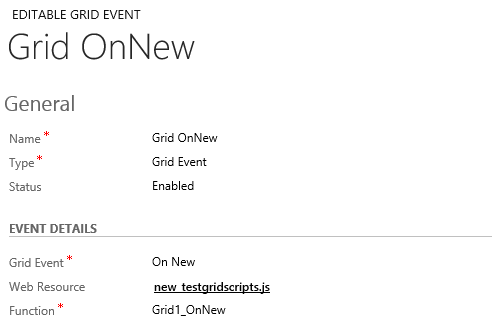 EDITABLE GRID EVENT
Grid OnNew
General
Name * Grid OnNew
Type * Grid Event
Status Enabled
EVENT DETAILS
Grid Event * On New
Web Resource new_testgridscripts.js
Function * Grid1_OnNew